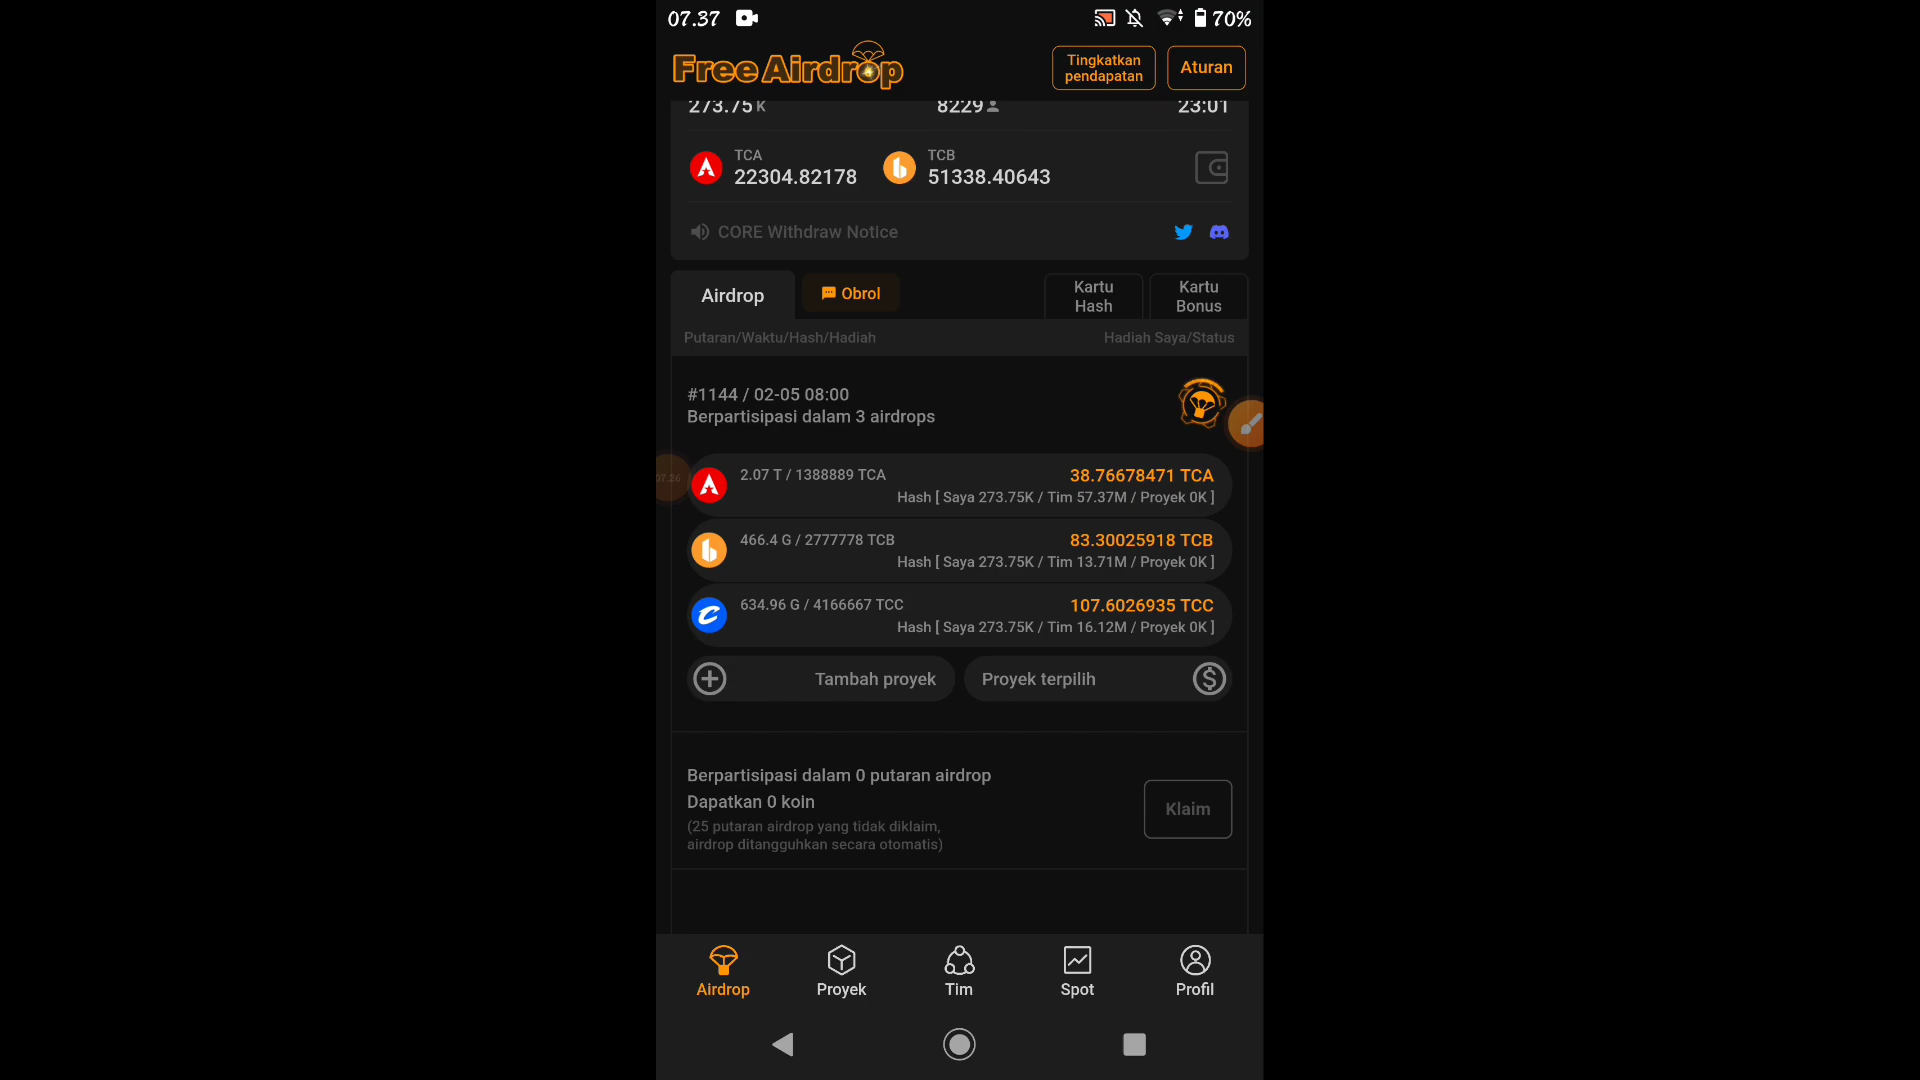 07.37 70%
Free Airdrop
Tingkatkan
pendapatan
Aturan
273.75 K 8229 23:01
TCA
22304.82178
TCB
51338.40643
CORE Withdraw Notice
Airdrop
Obrol
Kartu
Hash
Kartu
Bonus
Putaran/Waktu/Hash/Hadiah Hadiah Saya/Status
#1144 / 02-05 08:00
Berpartisipasi dalam 3 airdrops
07.26
2.07 T / 1388889 TCA 38.76678471 TCA
Hash [ Saya 273.75K / Tim 57.37M / Proyek 0K ]
466.4 G / 2777778 TCB 83.30025918 TCB
Hash [ Saya 273.75K / Tim 13.71M / Proyek 0K ]
634.96 G / 4166667 TCC 107.6026935 TCC
Hash [ Saya 273.75K / Tim 16.12M / Proyek 0K ]
Tambah proyek Proyek terpilih
Berpartisipasi dalam 0 putaran airdrop
Dapatkan 0 koin
(25 putaran airdrop yang tidak diklaim,
airdrop ditangguhkan secara otomatis)
Klaim
Airdrop Proyek Tim Spot Profil